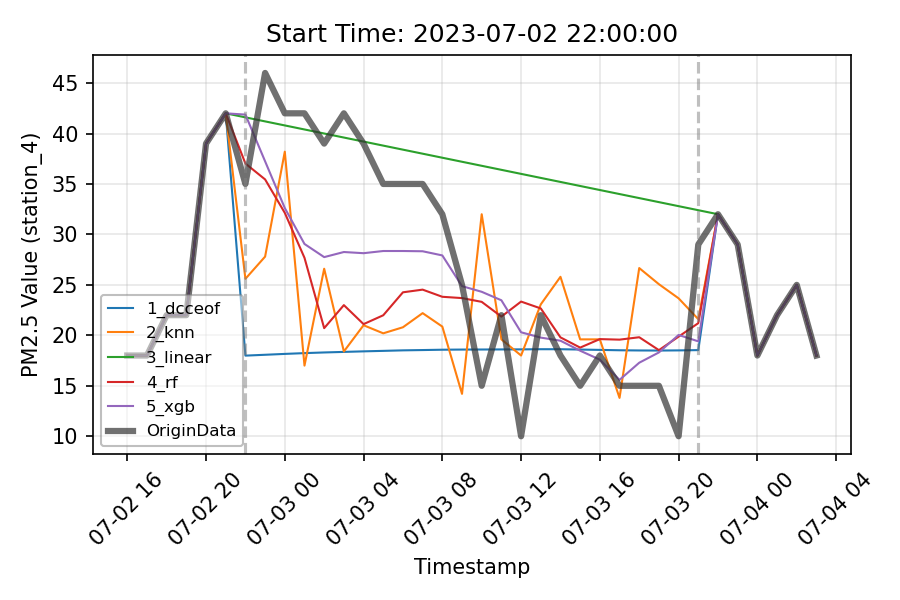 Start Time: 2023-07-02 22:00:00
PM2.5 Value (station_4)
45
40
35
30
25
20
15
10
1_dcceof
2_knn
3_linear
4_rf
5_xgb
OriginData
07-02 16
07-02 20
07-03 00
07-03 04
07-03 08
07-03 12
07-03 16
07-03 20
07-04 00
07-04 04
Timestamp